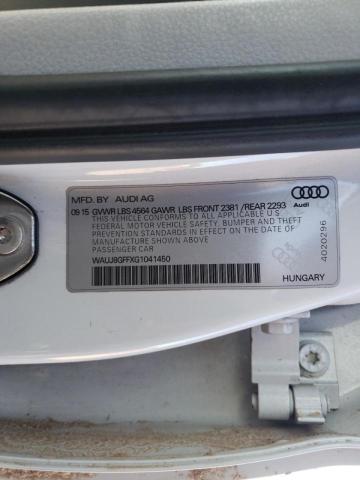 MFD. BY AUDI AG
09 15 GVWR LBS 4564 GAWR LBS FRONT 2381 / REAR 2293
THIS VEHICLE CONFORMS TO ALL APPLICABLE U.S.
FEDERAL MOTOR VEHICLE SAFETY, BUMPER AND THEFT
PREVENTION STANDARDS IN EFFECT ON THE DATE OF
MANUFACTURE SHOWN ABOVE.
PASSENGER CAR
WAUJ8GFFXG1041450
Audi
4020296
HUNGARY